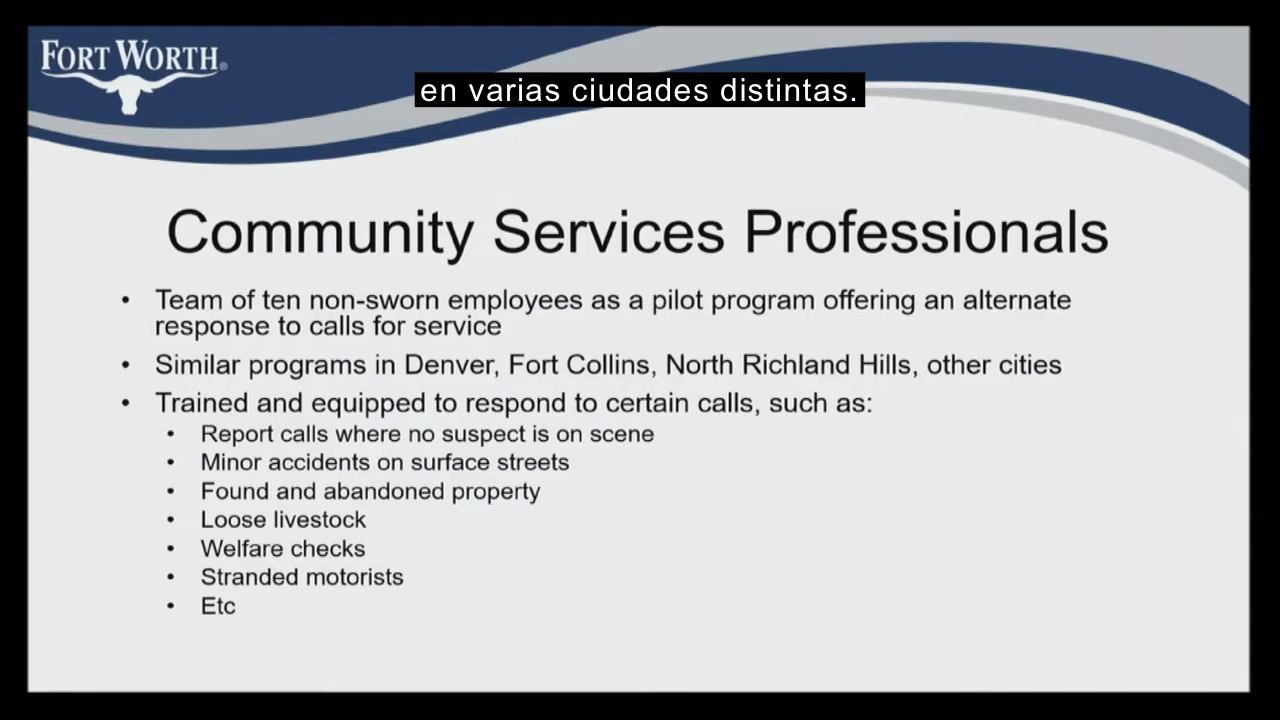 FORT WORTH®
en varias ciudades distintas.
Community Services Professionals
• Team of ten non-sworn employees as a pilot program offering an alternate
response to calls for service
• Similar programs in Denver, Fort Collins, North Richland Hills, other cities
• Trained and equipped to respond to certain calls, such as:
• Report calls where no suspect is on scene
• Minor accidents on surface streets
• Found and abandoned property
• Loose livestock
• Welfare checks
• Stranded motorists
• Etc